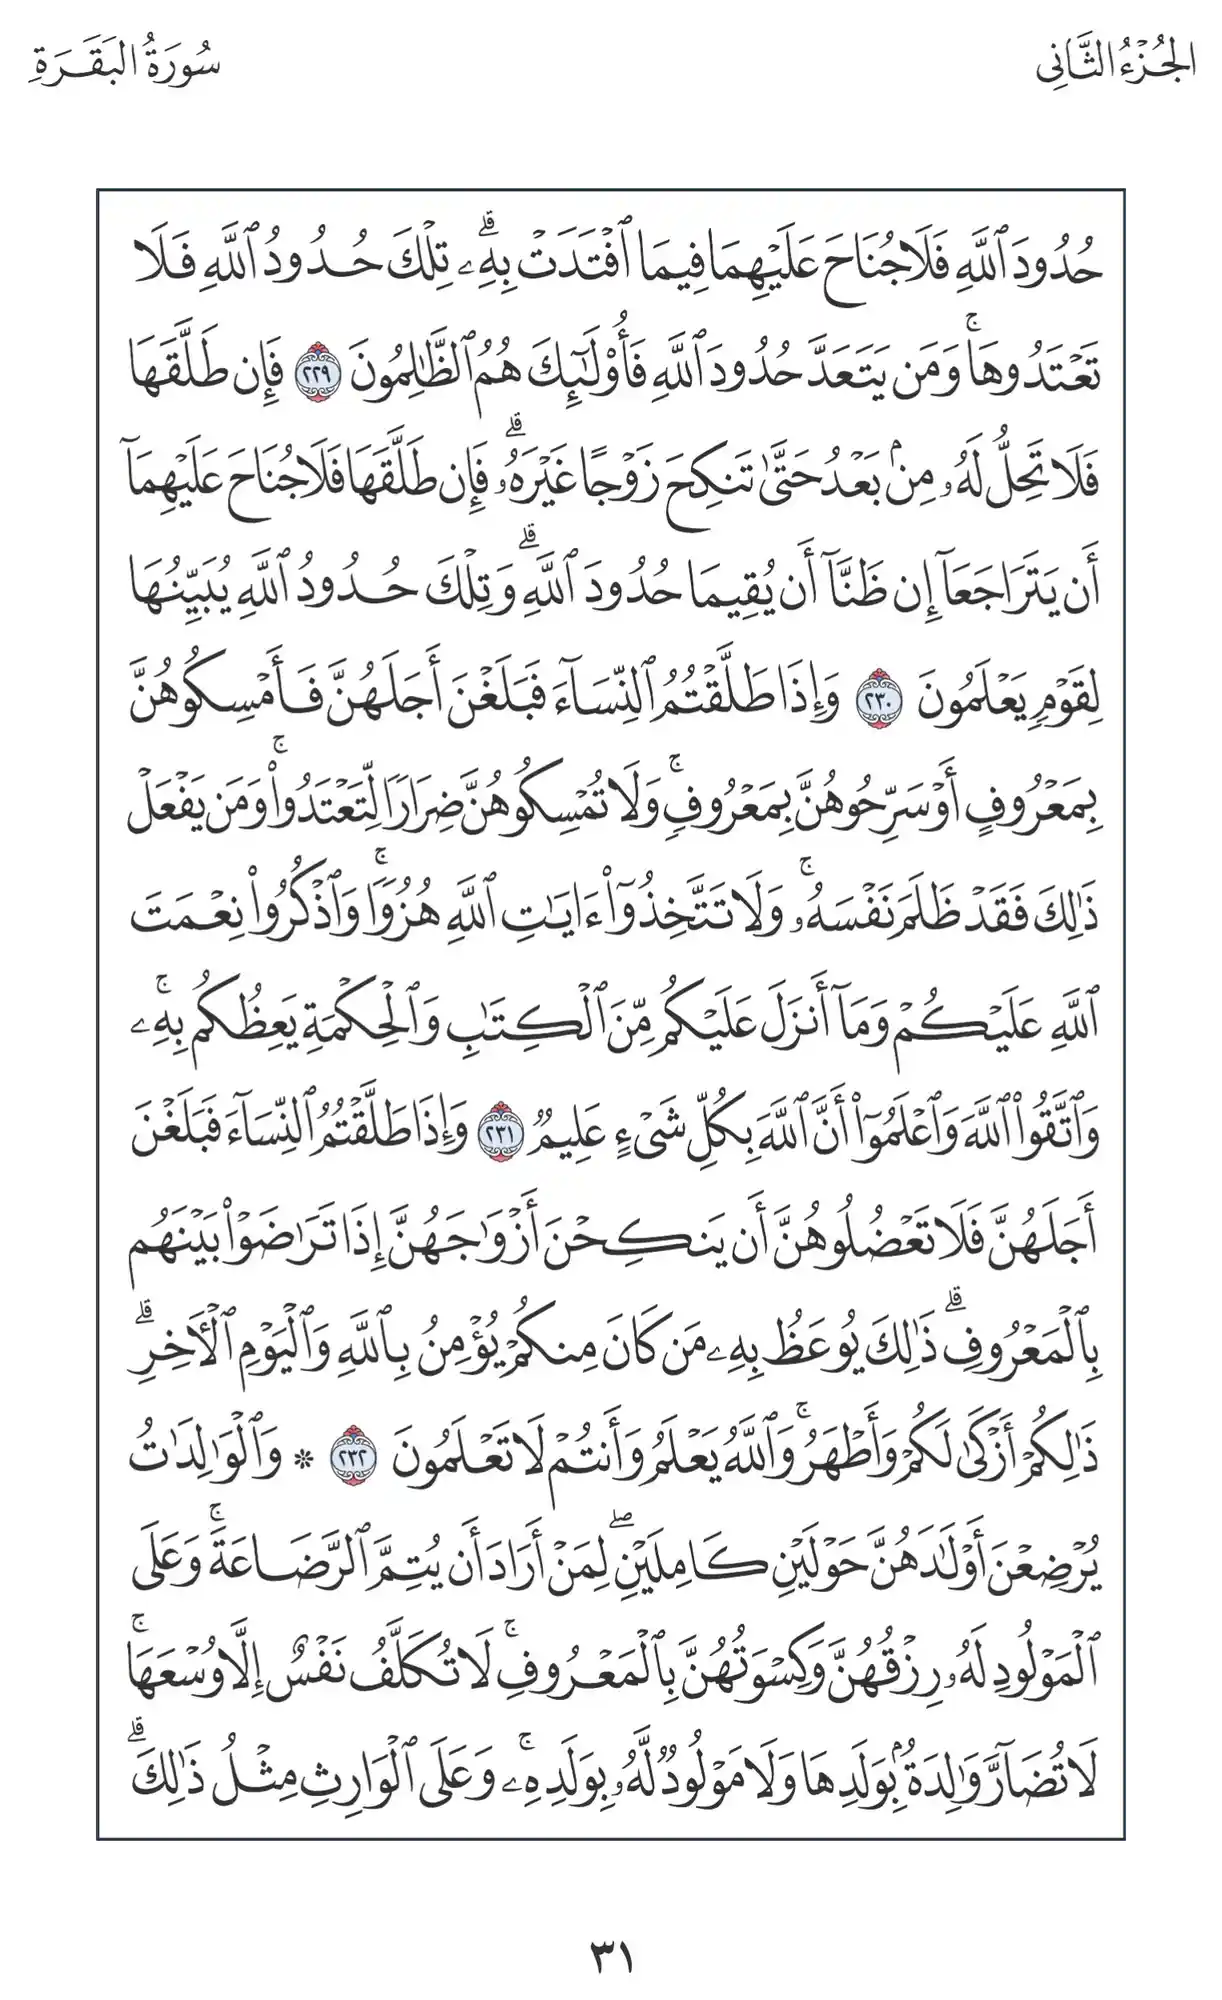 الجُزْءُ الثَّانِي
سُورَةُ البَقَرَةِ
حُدُودَ ٱللَّهِ فَلَا جُنَاحَ عَلَيْهِمَا فِيمَا ٱفْتَدَتْ بِهِۦۗ تِلْكَ حُدُودُ ٱللَّهِ فَلَا
تَعْتَدُوهَاۚ وَمَن يَتَعَدَّ حُدُودَ ٱللَّهِ فَأُو۟لَٰٓئِكَ هُمُ ٱلظَّٰلِمُونَ ٢٢٩ فَإِن طَلَّقَهَا
فَلَا تَحِلُّ لَهُۥ مِنۢ بَعْدُ حَتَّىٰ تَنكِحَ زَوْجًا غَيْرَهُۥۗ فَإِن طَلَّقَهَا فَلَا جُنَاحَ عَلَيْهِمَآ
أَن يَتَرَاجَعَآ إِن ظَنَّآ أَن يُقِيمَا حُدُودَ ٱللَّهِۗ وَتِلْكَ حُدُودُ ٱللَّهِ يُبَيِّنُهَا
لِقَوْمٍ يَعْلَمُونَ ٢٣٠ وَإِذَا طَلَّقْتُمُ ٱلنِّسَآءَ فَبَلَغْنَ أَجَلَهُنَّ فَأَمْسِكُوهُنَّ
بِمَعْرُوفٍ أَوْ سَرِّحُوهُنَّ بِمَعْرُوفٍۚ وَلَا تُمْسِكُوهُنَّ ضِرَارًا لِّتَعْتَدُوا۟ۚ وَمَن يَفْعَلْ
ذَٰلِكَ فَقَدْ ظَلَمَ نَفْسَهُۥۚ وَلَا تَتَّخِذُوٓا۟ ءَايَٰتِ ٱللَّهِ هُزُوًاۚ وَٱذْكُرُوا۟ نِعْمَتَ
ٱللَّهِ عَلَيْكُمْ وَمَآ أَنزَلَ عَلَيْكُم مِّنَ ٱلْكِتَٰبِ وَٱلْحِكْمَةِ يَعِظُكُم بِهِۦۚ
وَٱتَّقُوا۟ ٱللَّهَ وَٱعْلَمُوٓا۟ أَنَّ ٱللَّهَ بِكُلِّ شَىْءٍ عَلِيمٌ ٢٣١ وَإِذَا طَلَّقْتُمُ ٱلنِّسَآءَ فَبَلَغْنَ
أَجَلَهُنَّ فَلَا تَعْضُلُوهُنَّ أَن يَنكِحْنَ أَزْوَٰجَهُنَّ إِذَا تَرَٰضَوْا۟ بَيْنَهُم
بِٱلْمَعْرُوفِۗ ذَٰلِكَ يُوعَظُ بِهِۦ مَن كَانَ مِنكُمْ يُؤْمِنُ بِٱللَّهِ وَٱلْيَوْمِ ٱلْءَاخِرِۗ
ذَٰلِكُمْ أَزْكَىٰ لَكُمْ وَأَطْهَرُۚ وَٱللَّهُ يَعْلَمُ وَأَنتُمْ لَا تَعْلَمُونَ ٢٣٢ * وَٱلْوَٰلِدَٰتُ
يُرْضِعْنَ أَوْلَٰدَهُنَّ حَوْلَيْنِ كَامِلَيْنِۖ لِمَنْ أَرَادَ أَن يُتِمَّ ٱلرَّضَاعَةَۚ وَعَلَى
ٱلْمَوْلُودِ لَهُۥ رِزْقُهُنَّ وَكِسْوَتُهُنَّ بِٱلْمَعْرُوفِۚ لَا تُكَلَّفُ نَفْسٌ إِلَّا وُسْعَهَاۚ
لَا تُضَآرَّ وَٰلِدَةٌۢ بِوَلَدِهَا وَلَا مَوْلُودٌ لَّهُۥ بِوَلَدِهِۦۚ وَعَلَى ٱلْوَارِثِ مِثْلُ ذَٰلِكَۗ
٣١